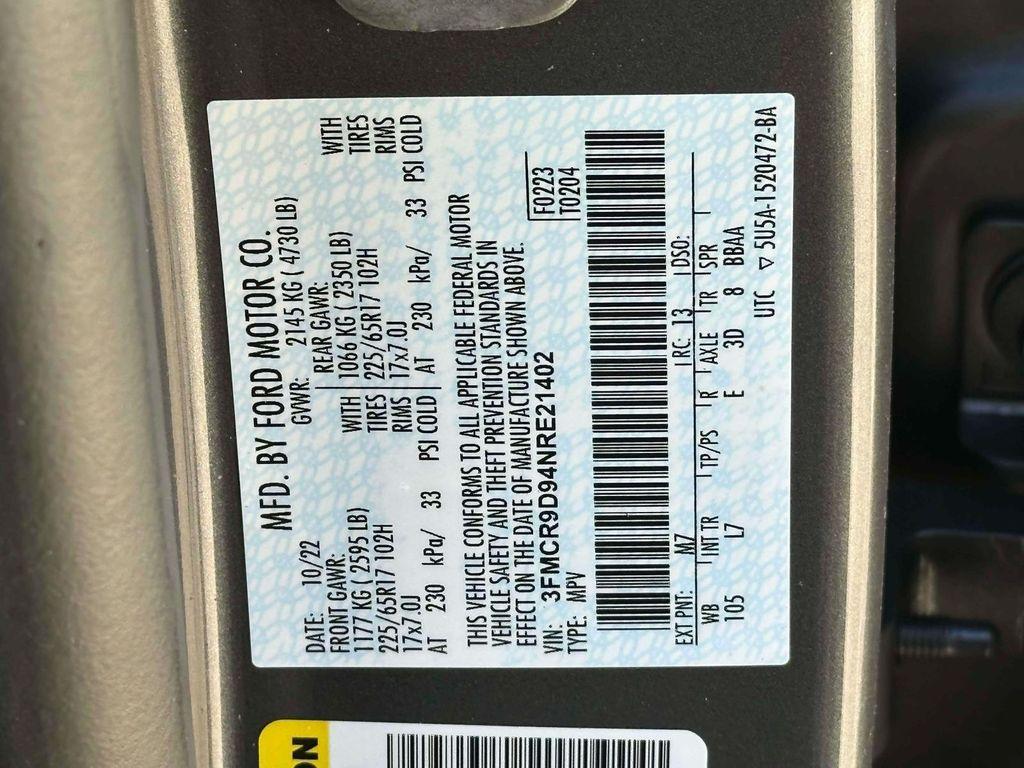 MFD. BY FORD MOTOR CO.
DATE: 10/22
GVWR: 2145 KG ( 4730 LB)
FRONT GAWR:
1177 KG ( 2595 LB) WITH
225/65R17 102H TIRES
17x7.0J RIMS
AT 230 kPa/ 33 PSI COLD
REAR GAWR:
1066 KG ( 2350 LB) WITH
225/65R17 102H TIRES
17x7.0J RIMS
AT 230 kPa/ 33 PSI COLD
THIS VEHICLE CONFORMS TO ALL APPLICABLE FEDERAL MOTOR
VEHICLE SAFETY AND THEFT PREVENTION STANDARDS IN
EFFECT ON THE DATE OF MANUFACTURE SHOWN ABOVE.
VIN: 3FMCR9D94NRE21402
TYPE: MPV
F0223
T0204
EXT PNT: M7 RC: 13 DSO:
WB INT TR TP/PS R AXLE TR SPR
105 L7 E 3D 8 BBAA
UTC ▽ 5U5A-1520472-BA
ON